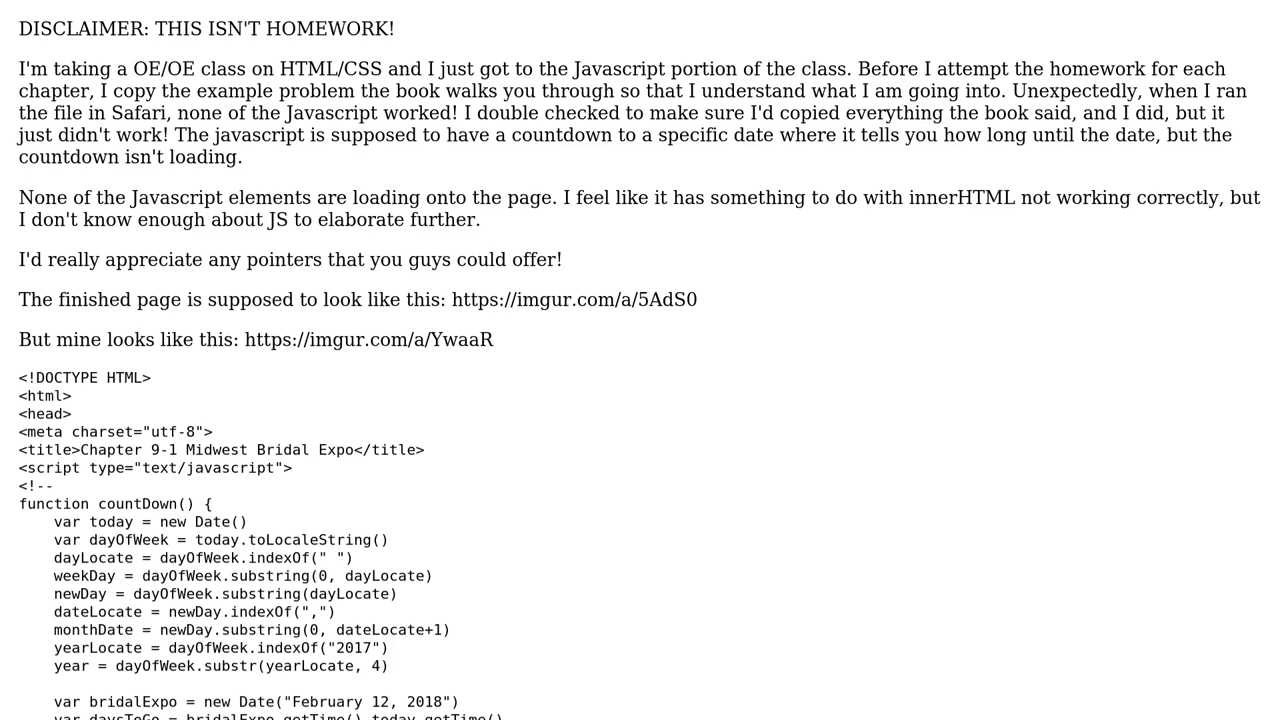 DISCLAIMER: THIS ISN'T HOMEWORK!
I'm taking a OE/OE class on HTML/CSS and I just got to the Javascript portion of the class. Before I attempt the homework for each
chapter, I copy the example problem the book walks you through so that I understand what I am going into. Unexpectedly, when I ran
the file in Safari, none of the Javascript worked! I double checked to make sure I'd copied everything the book said, and I did, but it
just didn't work! The javascript is supposed to have a countdown to a specific date where it tells you how long until the date, but the
countdown isn't loading.
None of the Javascript elements are loading onto the page. I feel like it has something to do with innerHTML not working correctly, but
I don't know enough about JS to elaborate further.
I'd really appreciate any pointers that you guys could offer!
The finished page is supposed to look like this: https://imgur.com/a/5AdS0
But mine looks like this: https://imgur.com/a/YwaaR
<!DOCTYPE HTML>
<html>
<head>
<meta charset="utf-8">
<title>Chapter 9-1 Midwest Bridal Expo</title>
<script type="text/javascript">
<!--
function countDown() {
    var today = new Date()
    var dayOfWeek = today.toLocaleString()
    dayLocate = dayOfWeek.indexOf(" ")
    weekDay = dayOfWeek.substring(0, dayLocate)
    newDay = dayOfWeek.substring(dayLocate)
    dateLocate = newDay.indexOf(",")
    monthDate = newDay.substring(0, dateLocate+1)
    yearLocate = dayOfWeek.indexOf("2017")
    year = dayOfWeek.substr(yearLocate, 4)
    var bridalExpo = new Date("February 12, 2018")
    var daysToGo = bridalExpo.getTime() today.getTime()